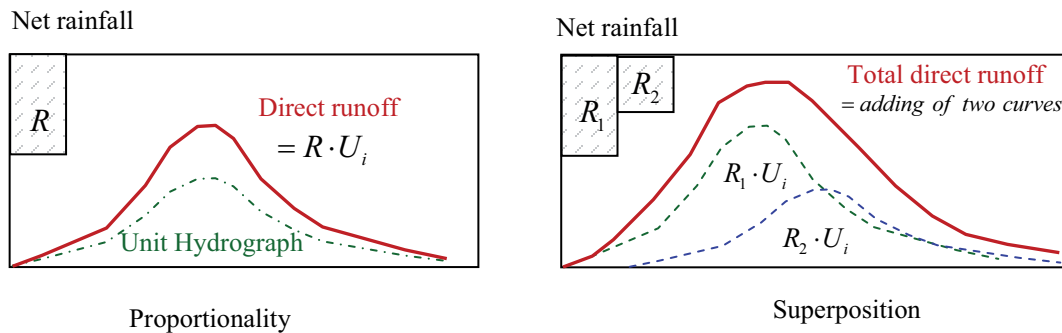 Net rainfall
R
Direct runoff
= R · U_i
Unit Hydrograph
Proportionality
Net rainfall
R_1
R_2
Total direct runoff
= adding of two curves
R_1 · U_i
R_2 · U_i
Superposition